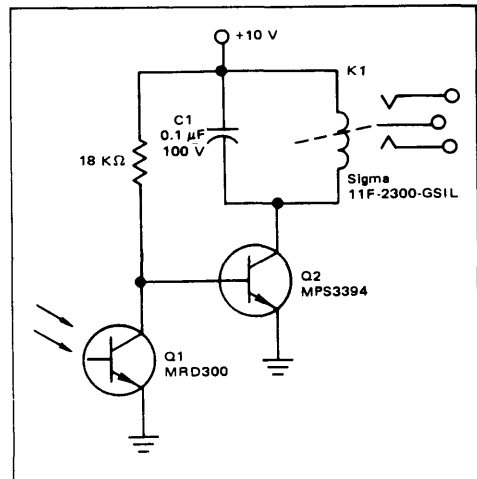 +10 V
K1
C1
0.1 µF
100 V
18 KΩ
Sigma
11F-2300-GSIL
Q2
MPS3394
Q1
MRD300